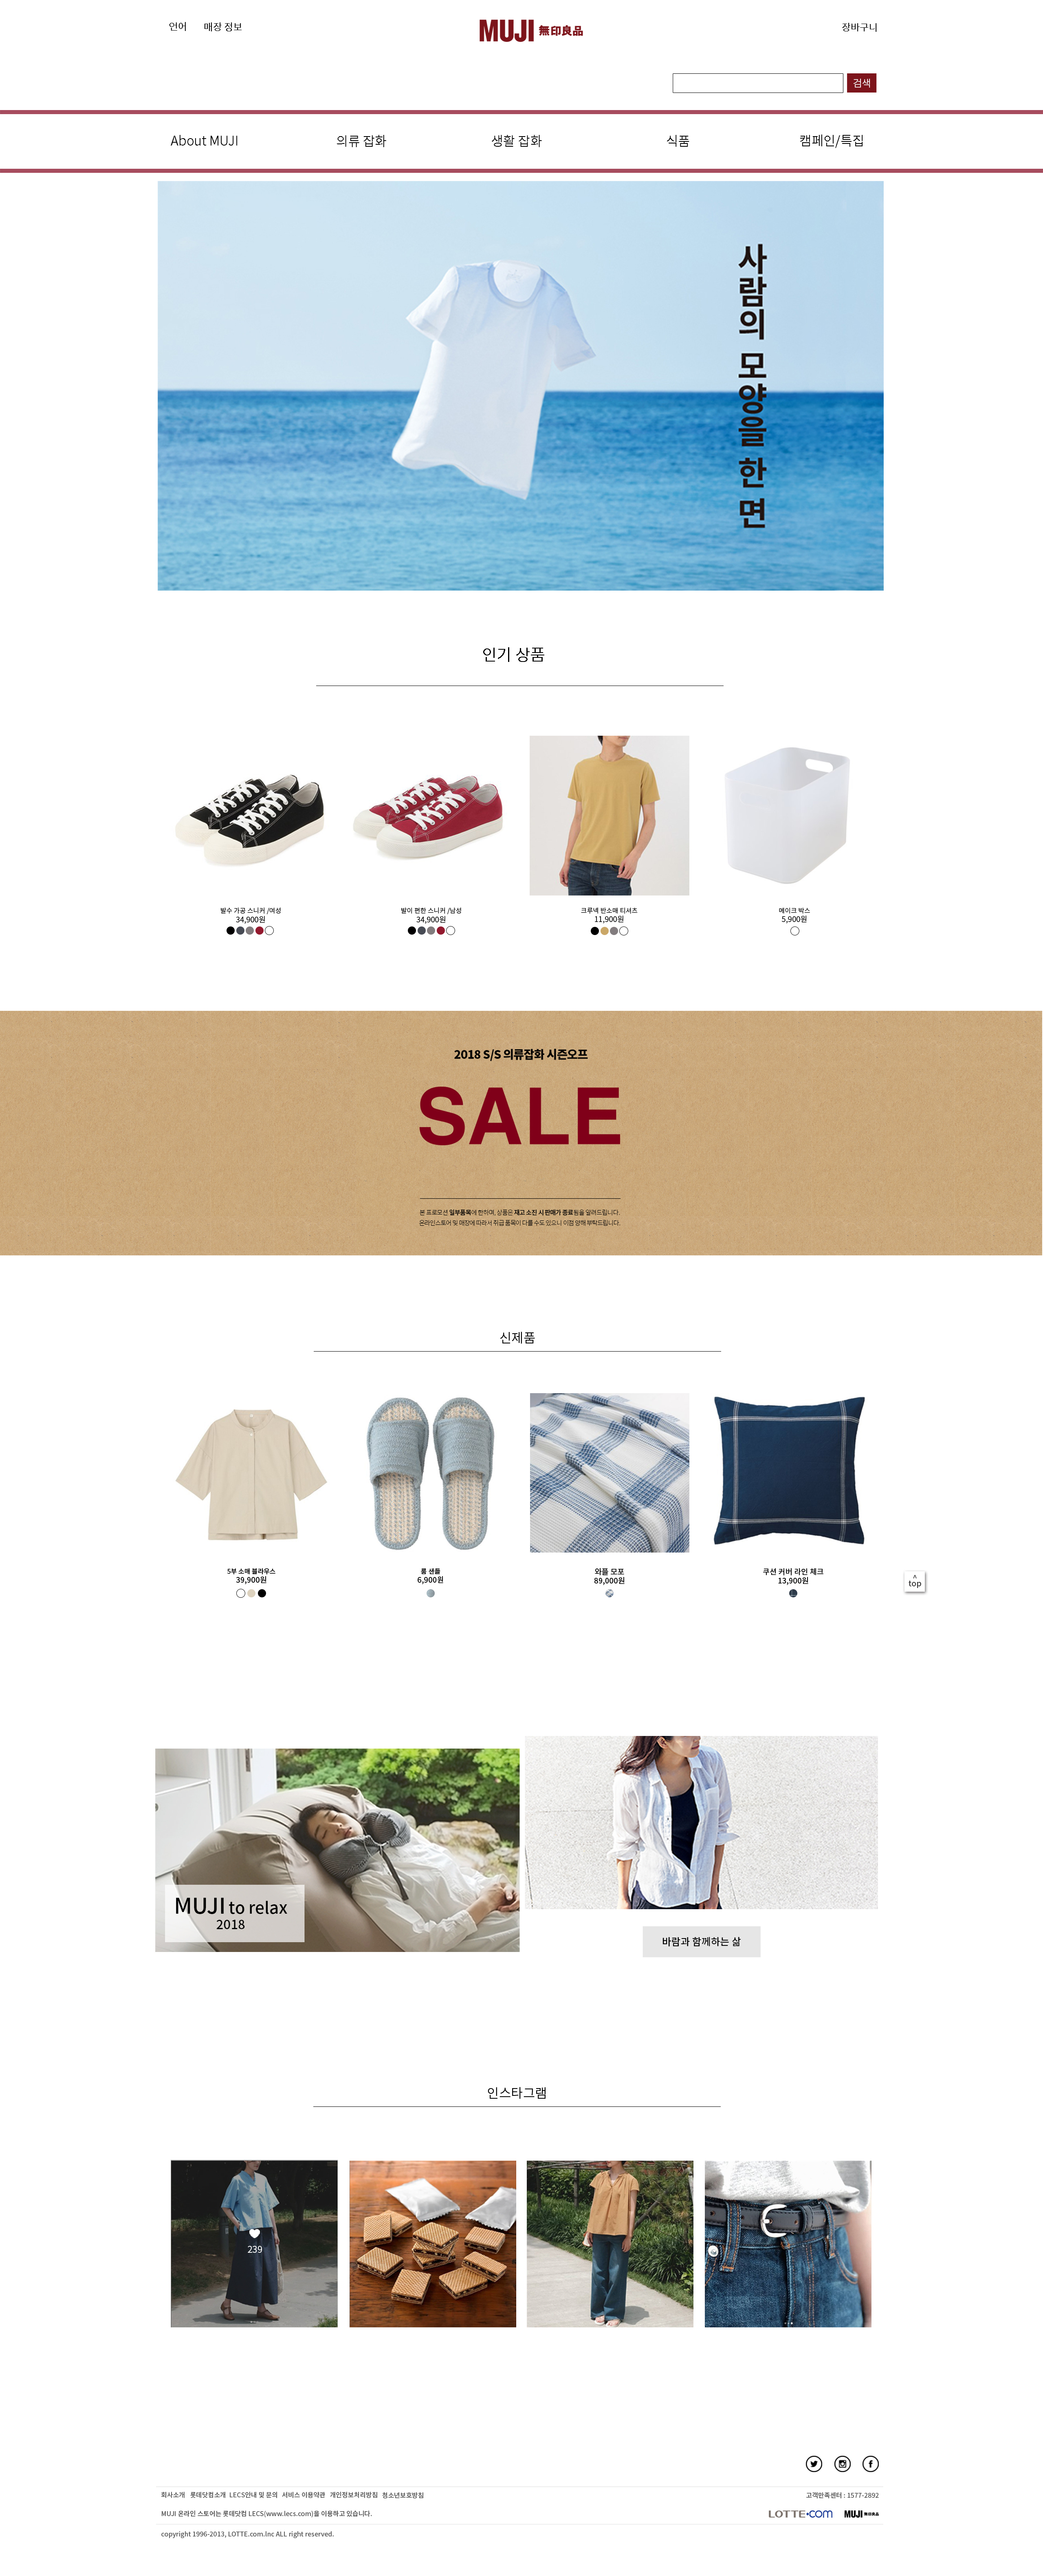 언어
매장 정보
MUJI 無印良品
장바구니
검색
About MUJI
의류 잡화
생활 잡화
식품
캠페인/특집
사람의 모양을 한 면
인기 상품
발수 가공 스니커 /여성
34,900원
발이 편한 스니커 /남성
34,900원
크루넥 반소매 티셔츠
11,900원
메이크 박스
5,900원
2018 S/S 의류잡화 시즌오프
SALE
본 프로모션 일부품목에 한하며, 상품은 재고 소진 시 판매가 종료됨을 알려드립니다.
온라인스토어 및 매장에 따라서 취급 품목이 다를 수도 있으니 이점 양해 부탁드립니다.
신제품
5부 소매 블라우스
39,900원
룸 샌들
6,900원
와플 모포
89,000원
쿠션 커버 라인 체크
13,900원
^
top
MUJI to relax
2018
바람과 함께하는 삶
인스타그램
239
회사소개 롯데닷컴소개 LECS안내 및 문의 서비스 이용약관 개인정보처리방침 청소년보호방침
고객만족센터 : 1577-2892
MUJI 온라인 스토어는 롯데닷컴 LECS(www.lecs.com)를 이용하고 있습니다.
LOTTE.COM
MUJI 無印良品
copyright 1996-2013, LOTTE.com.Inc ALL right reserved.